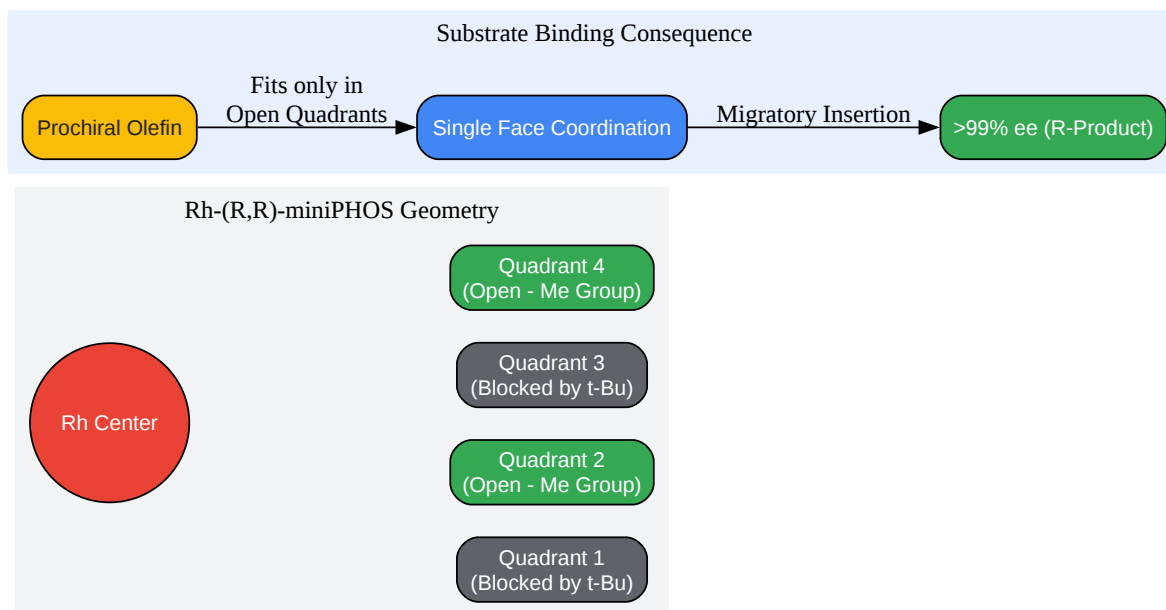 Substrate Binding Consequence
Prochiral Olefin
Fits only in
Open Quadrants
Single Face Coordination
Migratory Insertion
>99% ee (R-Product)
Rh-(R,R)-miniPHOS Geometry
Rh Center
Quadrant 4
(Open - Me Group)
Quadrant 3
(Blocked by t-Bu)
Quadrant 2
(Open - Me Group)
Quadrant 1
(Blocked by t-Bu)